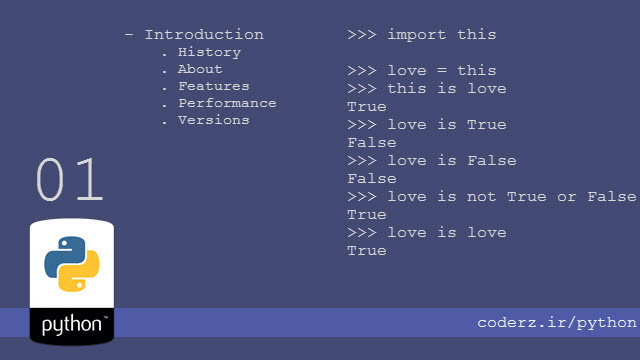 - Introduction
. History
. About
. Features
. Performance
. Versions
>>> import this
>>> love = this
>>> this is love
True
>>> love is True
False
>>> love is False
False
>>> love is not True or False
True
>>> love is love
True
01
python™
coderz.ir/python